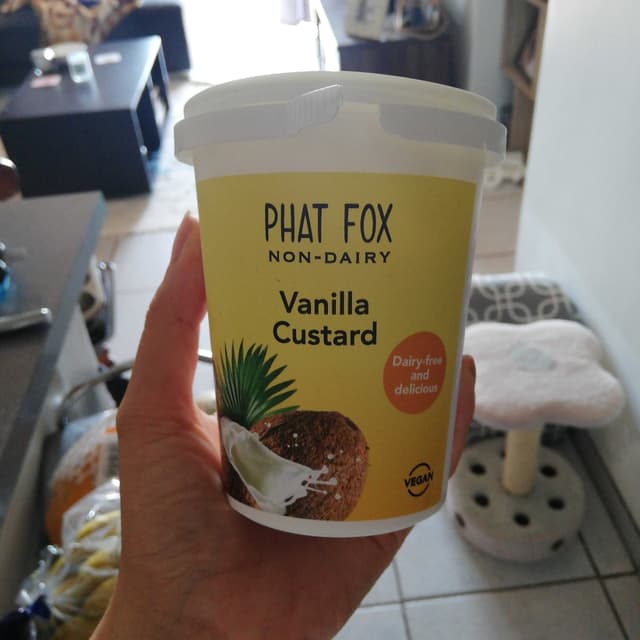 PHAT FOX
NON-DAIRY
Vanilla
Custard
Dairy-free
and
delicious
VEGAN